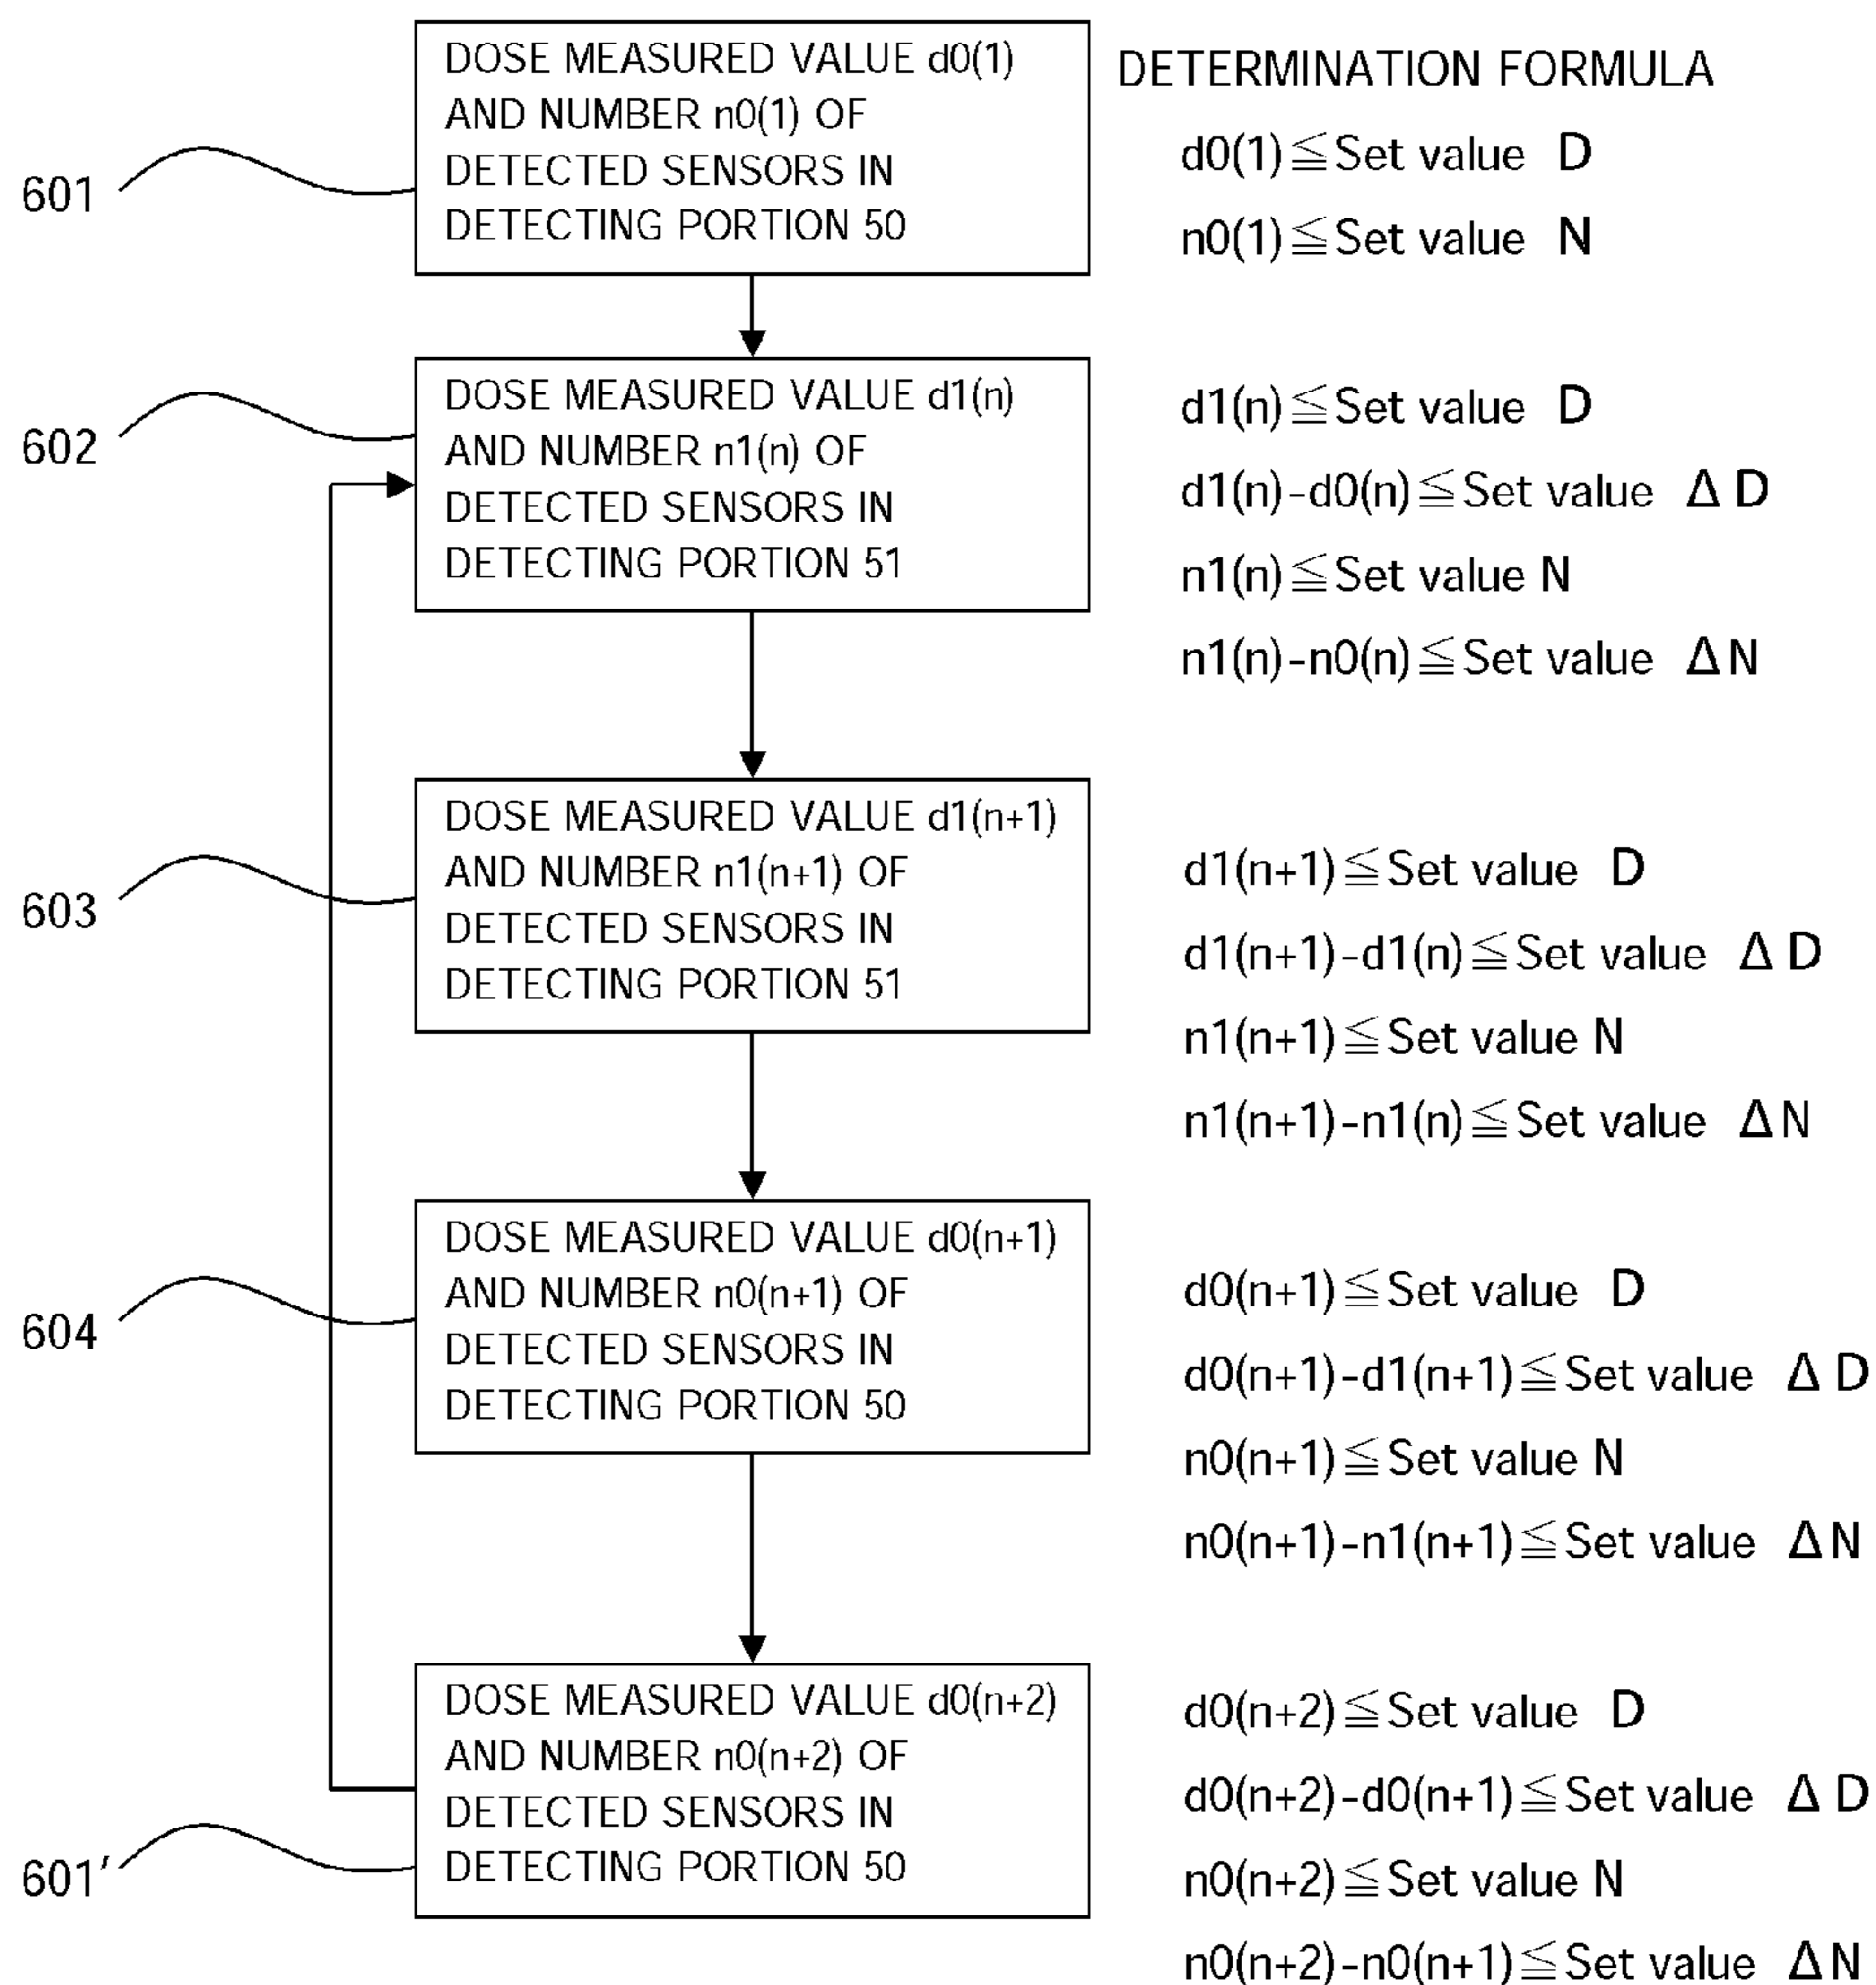 DOSE MEASURED VALUE d0(1)
AND NUMBER n0(1) OF
DETECTED SENSORS IN
DETECTING PORTION 50
601
DETERMINATION FORMULA
d0(1)≦Set value D
n0(1)≦Set value N
DOSE MEASURED VALUE d1(n)
AND NUMBER n1(n) OF
DETECTED SENSORS IN
DETECTING PORTION 51
602
d1(n)≦Set value D
d1(n)-d0(n)≦Set value Δ D
n1(n)≦Set value N
n1(n)-n0(n)≦Set value Δ N
DOSE MEASURED VALUE d1(n+1)
AND NUMBER n1(n+1) OF
DETECTED SENSORS IN
DETECTING PORTION 51
603
d1(n+1)≦Set value D
d1(n+1)-d1(n)≦Set value Δ D
n1(n+1)≦Set value N
n1(n+1)-n1(n)≦Set value Δ N
DOSE MEASURED VALUE d0(n+1)
AND NUMBER n0(n+1) OF
DETECTED SENSORS IN
DETECTING PORTION 50
604
d0(n+1)≦Set value D
d0(n+1)-d1(n+1)≦Set value Δ D
n0(n+1)≦Set value N
n0(n+1)-n1(n+1)≦Set value Δ N
DOSE MEASURED VALUE d0(n+2)
AND NUMBER n0(n+2) OF
DETECTED SENSORS IN
DETECTING PORTION 50
601′
d0(n+2)≦Set value D
d0(n+2)-d0(n+1)≦Set value Δ D
n0(n+2)≦Set value N
n0(n+2)-n0(n+1)≦Set value Δ N